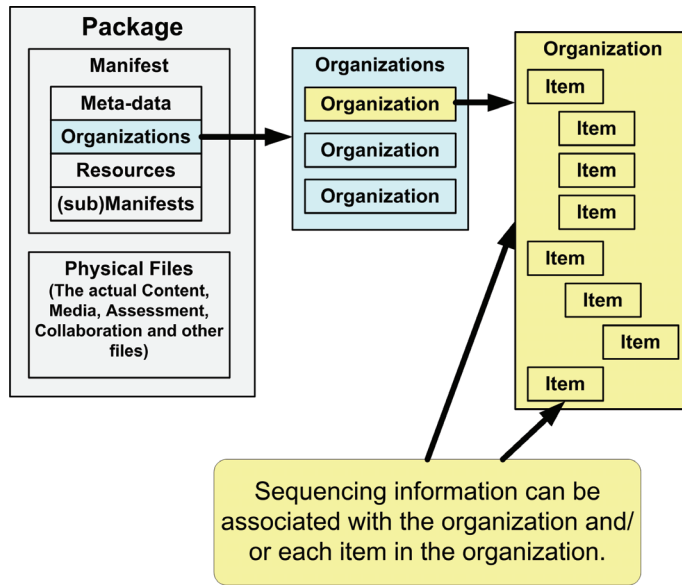 Package
Manifest
Meta-data
Organizations
Resources
(sub)Manifests
Physical Files
(The actual Content,
Media, Assessment,
Collaboration and other
files)
Organizations
Organization
Organization
Organization
Organization
Item
Item
Item
Item
Item
Item
Item
Item
Sequencing information can be
associated with the organization and/
or each item in the organization.